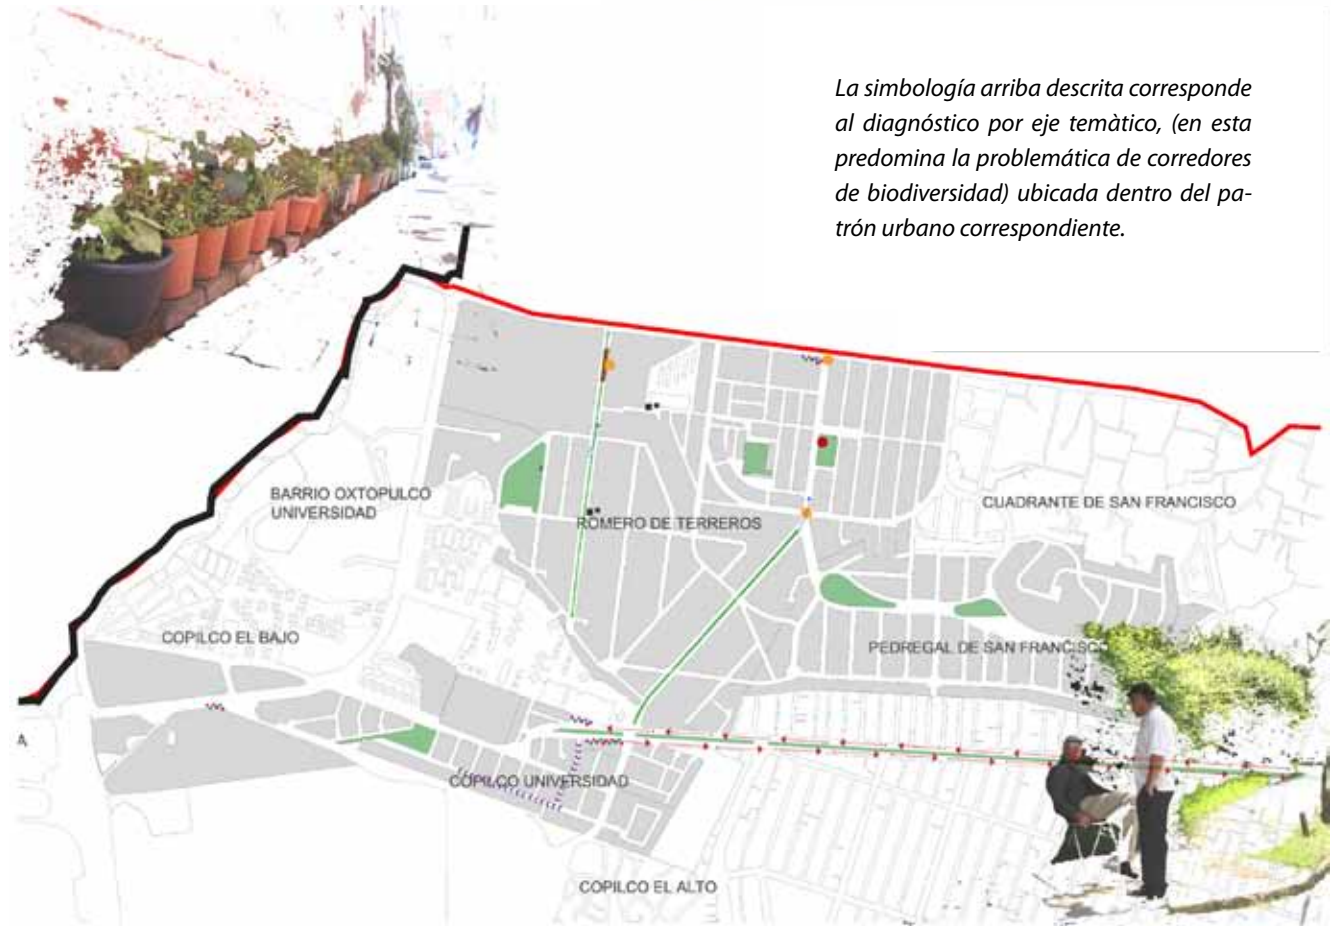 La simbología arriba descrita corresponde
al diagnóstico por eje temàtico, (en esta
predomina la problemática de corredores
de biodiversidad) ubicada dentro del pa-
trón urbano correspondiente.
BARRIO OXTOPULCO
UNIVERSIDAD
CUADRANTE DE SAN FRANCISCO
ROMERO DE TERREROS
COPILCO EL BAJO
PEDREGAL DE SAN FRANCISCO
A
COPILCO UNIVERSIDAD
COPILCO EL ALTO